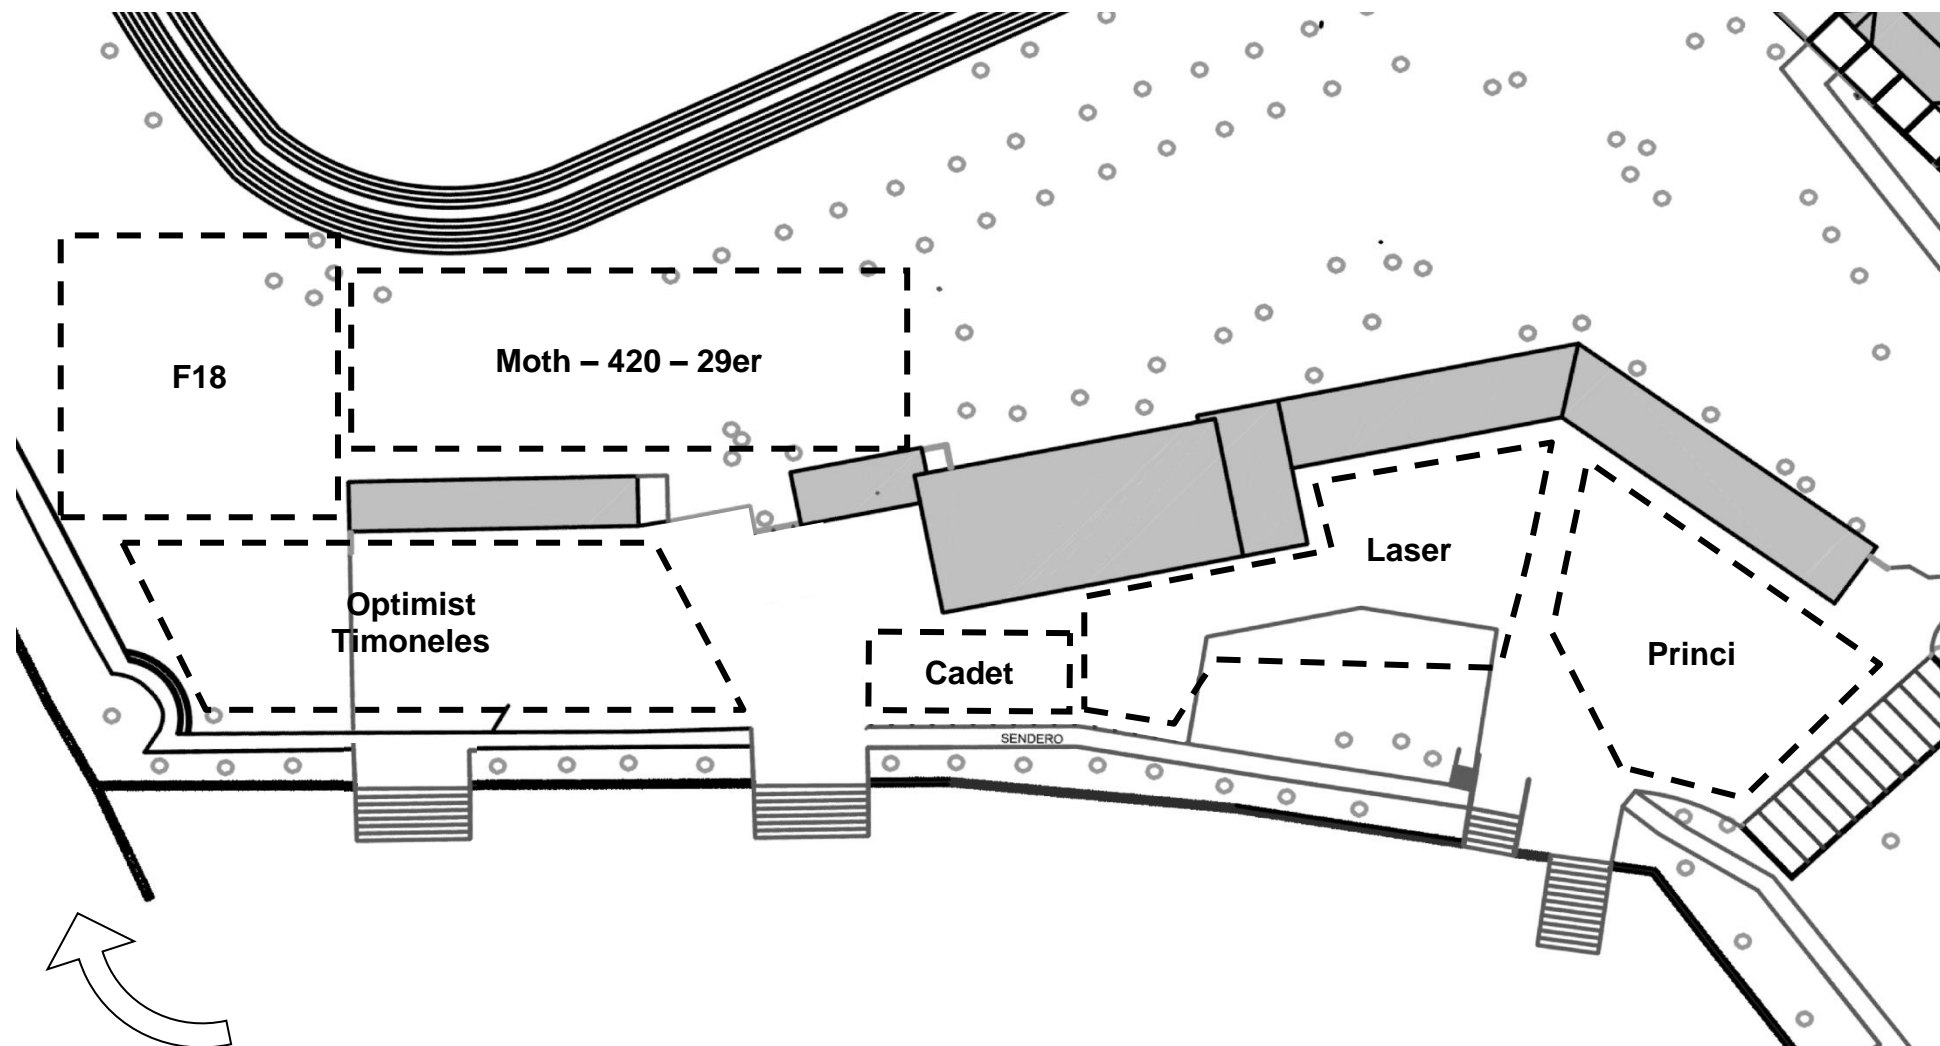 F18
Moth – 420 – 29er
Optimist
Timoneles
Cadet
Laser
Princi
SENDERO